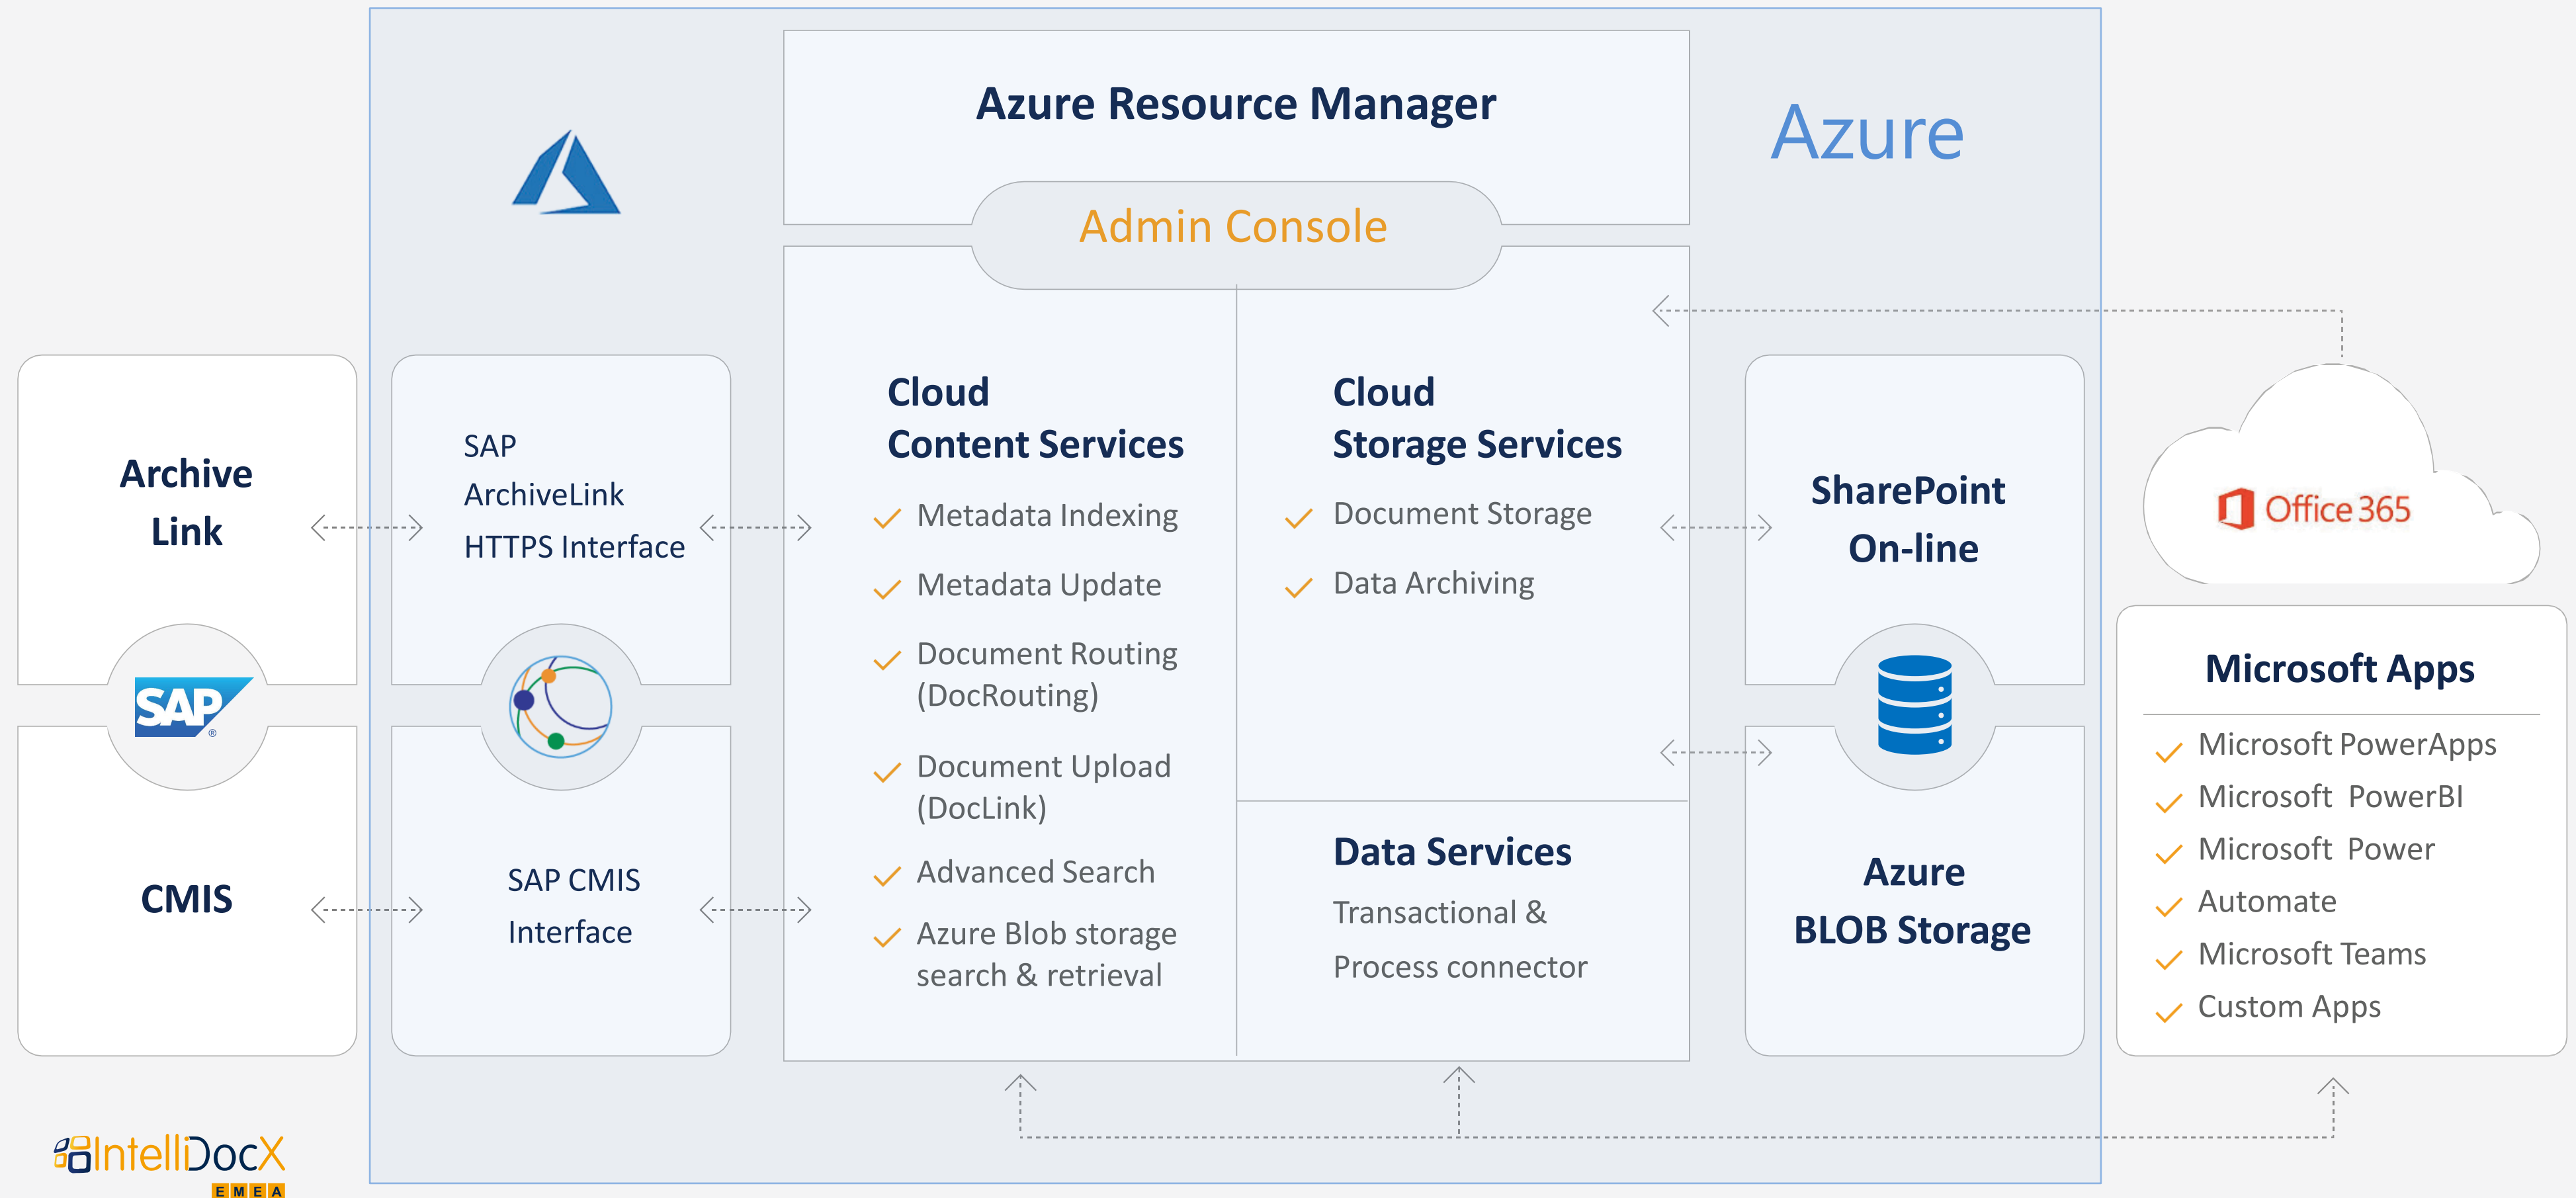 Azure Resource Manager
Azure
Admin Console
Archive
Link
SAP
®
CMIS
SAP
ArchiveLink
HTTPS Interface
SAP CMIS
Interface
Cloud
Content Services
Metadata Indexing
Metadata Update
Document Routing
(DocRouting)
Document Upload
(DocLink)
Advanced Search
Azure Blob storage
search & retrieval
Cloud
Storage Services
Document Storage
Data Archiving
Data Services
Transactional &
Process connector
SharePoint
On-line
Azure
BLOB Storage
Office 365
Microsoft Apps
Microsoft PowerApps
Microsoft  PowerBI
Microsoft  Power
Automate
Microsoft Teams
Custom Apps
IntelliDocX
EMEA